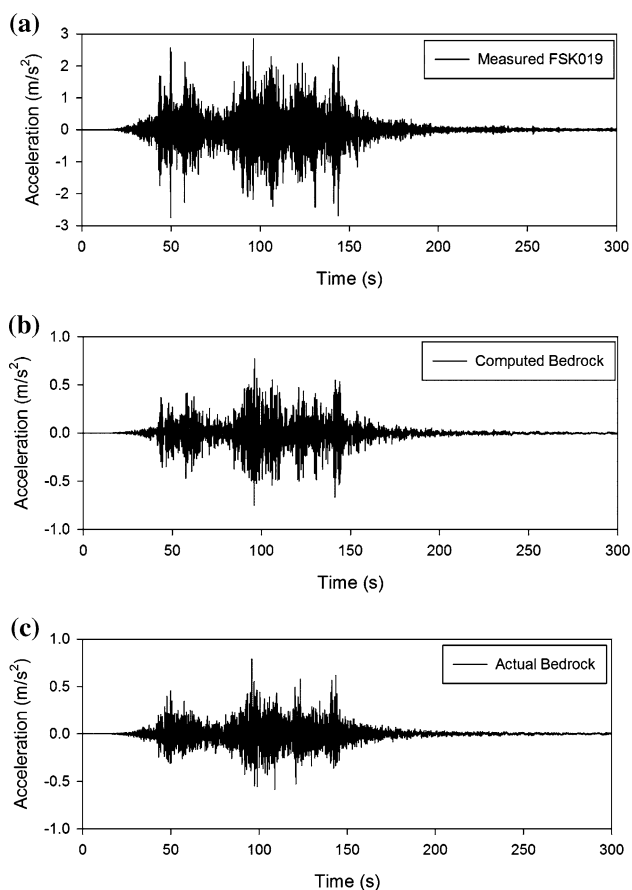 (a)
3
2
1
0
-1
-2
-3
Acceleration (m/s²)
Measured FSK019
0 50 100 150 200 250 300
Time (s)
(b)
1.0
0.5
0.0
-0.5
-1.0
Acceleration (m/s²)
Computed Bedrock
0 50 100 150 200 250 300
Time (s)
(c)
1.0
0.5
0.0
-0.5
-1.0
Acceleration (m/s²)
Actual Bedrock
0 50 100 150 200 250 300
Time (s)